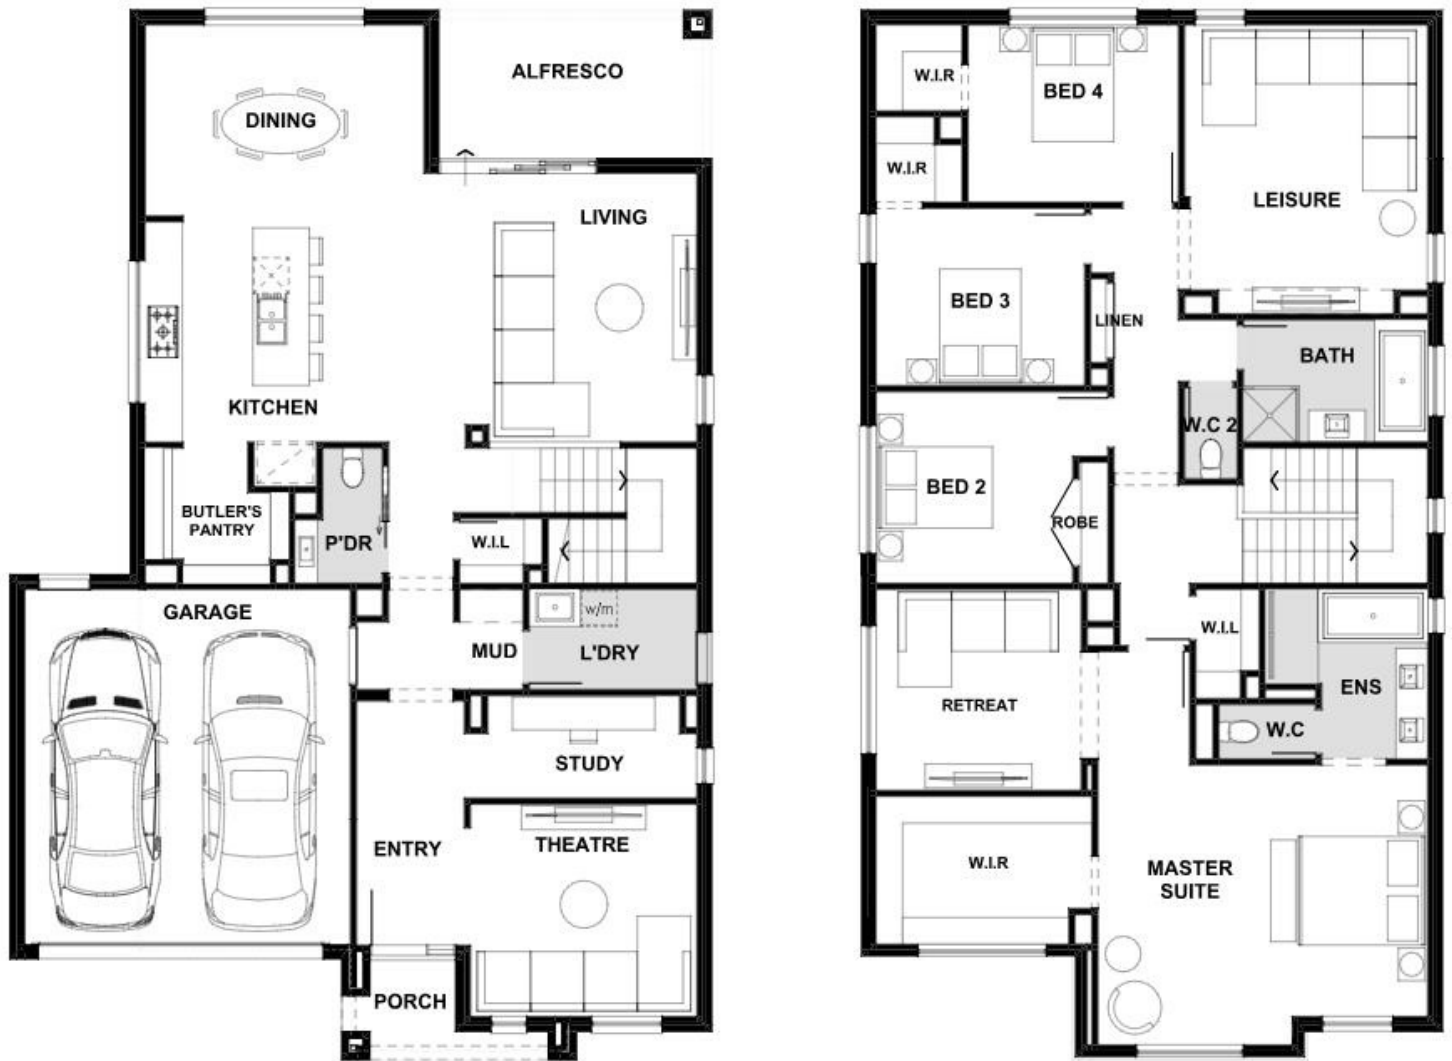 ALFRESCO
DINING
LIVING
KITCHEN
BUTLER'S
PANTRY
P'DR
W.I.L
GARAGE
w/m
MUD
L'DRY
STUDY
ENTRY
THEATRE
PORCH
W.I.R
BED 4
W.I.R
LEISURE
BED 3
LINEN
BATH
W.C 2
BED 2
ROBE
W.I.L
RETREAT
ENS
W.C
W.I.R
MASTER
SUITE